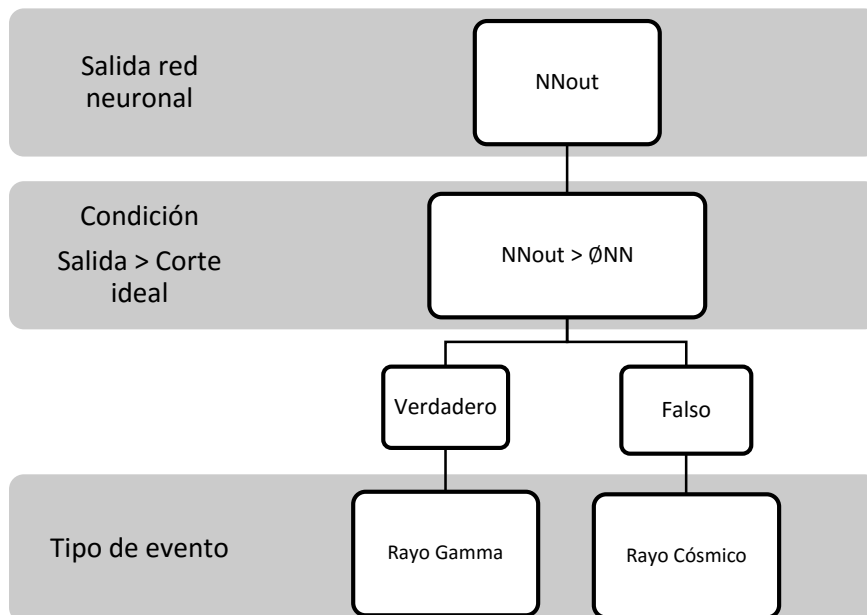 Salida red
neuronal
NNout
Condición
Salida > Corte
ideal
NNout > ØNN
Verdadero
Falso
Tipo de evento
Rayo Gamma
Rayo Cósmico